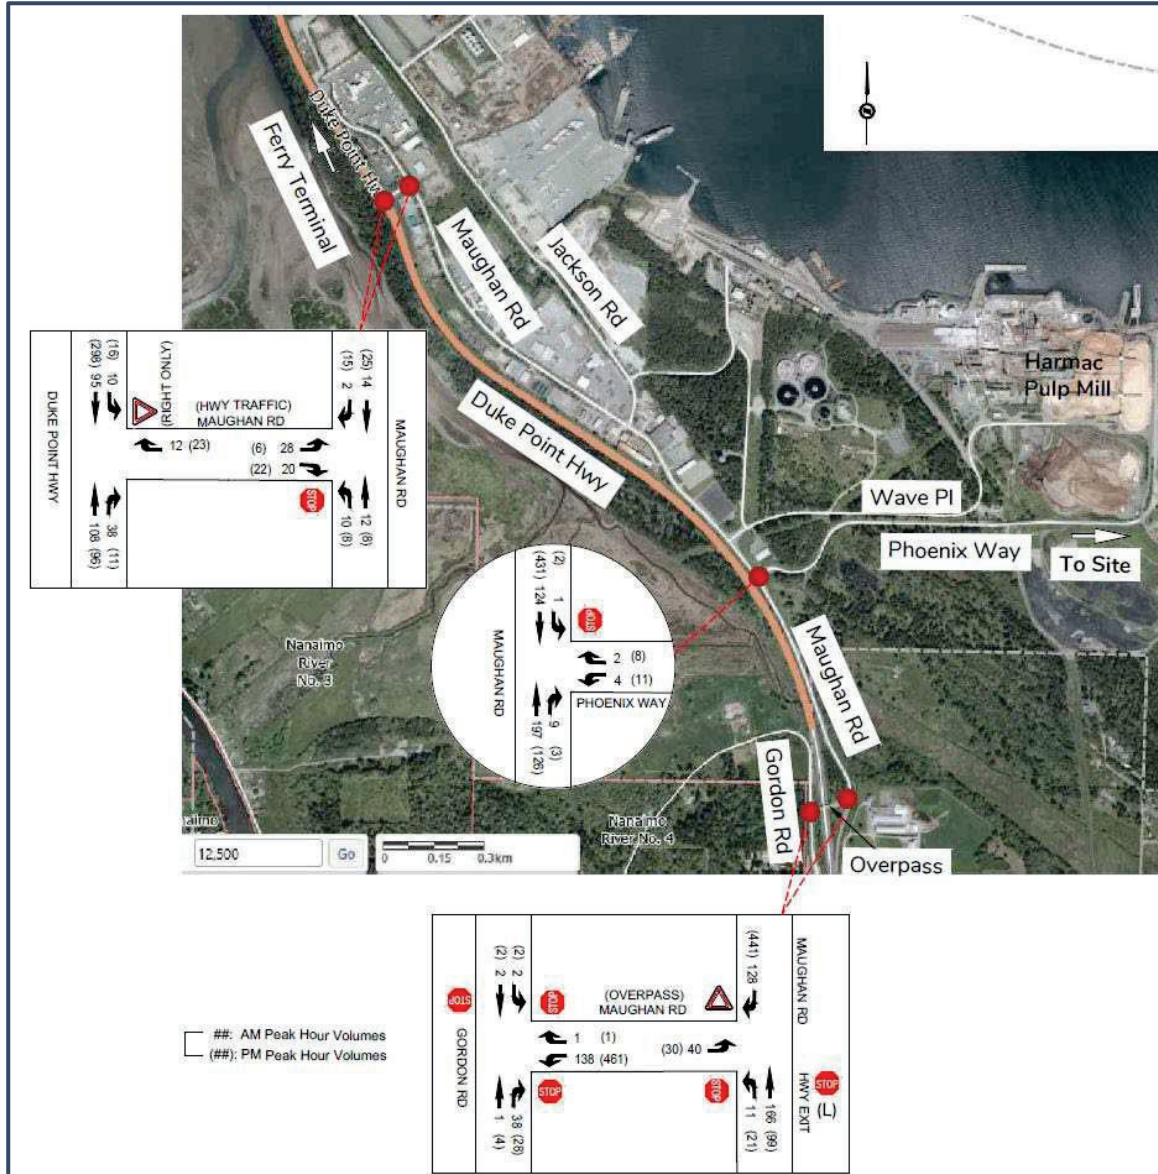 Duke Point Hwy
Ferry Terminal
Maughan Rd
Jackson Rd
Harmac
Pulp Mill
Duke Point Hwy
Wave Pl
Phoenix Way
To Site
Maughan Rd
Gordon Rd
Overpass
Nanaimo
River
No. 3
Nanaimo
River No. 4
naimo
12,500
Go
0 0.15 0.3km
DUKE POINT HWY
(298) 95
(16) 10
(RIGHT ONLY)
(HWY TRAFFIC)
MAUGHAN RD
(15) 2
(25) 14
MAUGHAN RD
12 (23)
(6) 28
(22) 20
STOP
108 (96)
38 (11)
10 (8)
12 (8)
MAUGHAN RD
(431) 124
(2) 1
STOP
2 (8)
4 (11)
PHOENIX WAY
197 (126)
9 (3)
STOP
GORDON RD
(2) 2
(2) 2
STOP
(OVERPASS)
MAUGHAN RD
(441) 128
MAUGHAN RD
1 (1)
138 (461)
(30) 40
STOP
STOP
1 (4)
38 (28)
11 (21)
166 (99)
HWY EXIT
STOP
(L)
##: AM Peak Hour Volumes
(##): PM Peak Hour Volumes